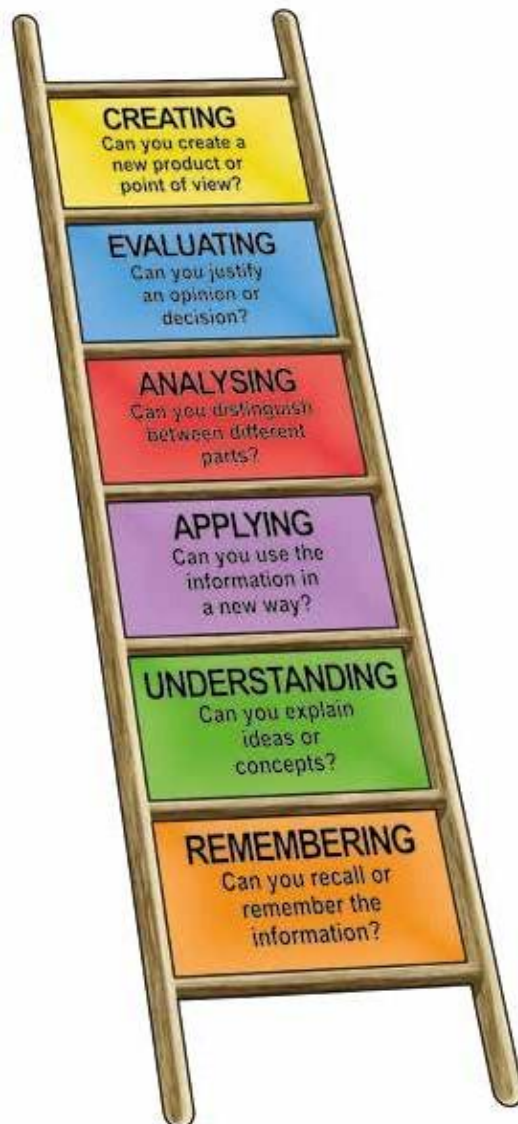 CREATING
Can you create a
new product or
point of view?
EVALUATING
Can you justify
an opinion or
decision?
ANALYSING
Can you distinguish
between different
parts?
APPLYING
Can you use the
information in
a new way?
UNDERSTANDING
Can you explain
ideas or
concepts?
REMEMBERING
Can you recall or
remember the
information?